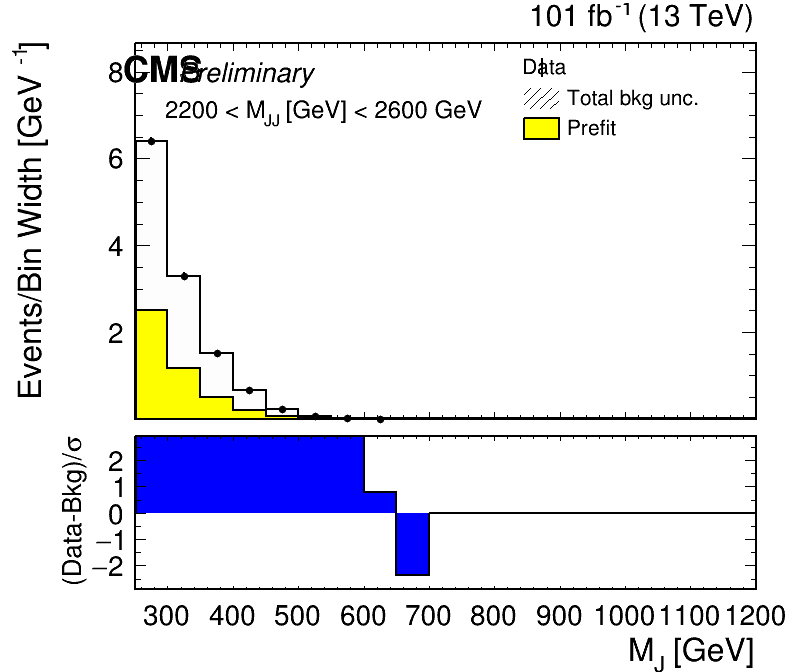 101 fb⁻¹ (13 TeV)
CMS Preliminary
Data
Total bkg unc.
Prefit
2200 < M_JJ [GeV] < 2600 GeV
Events/Bin Width [GeV⁻¹]
8
6
4
2
(Data-Bkg)/σ
2
1
0
−1
−2
300 400 500 600 700 800 900 1000 1100 1200
M_J [GeV]